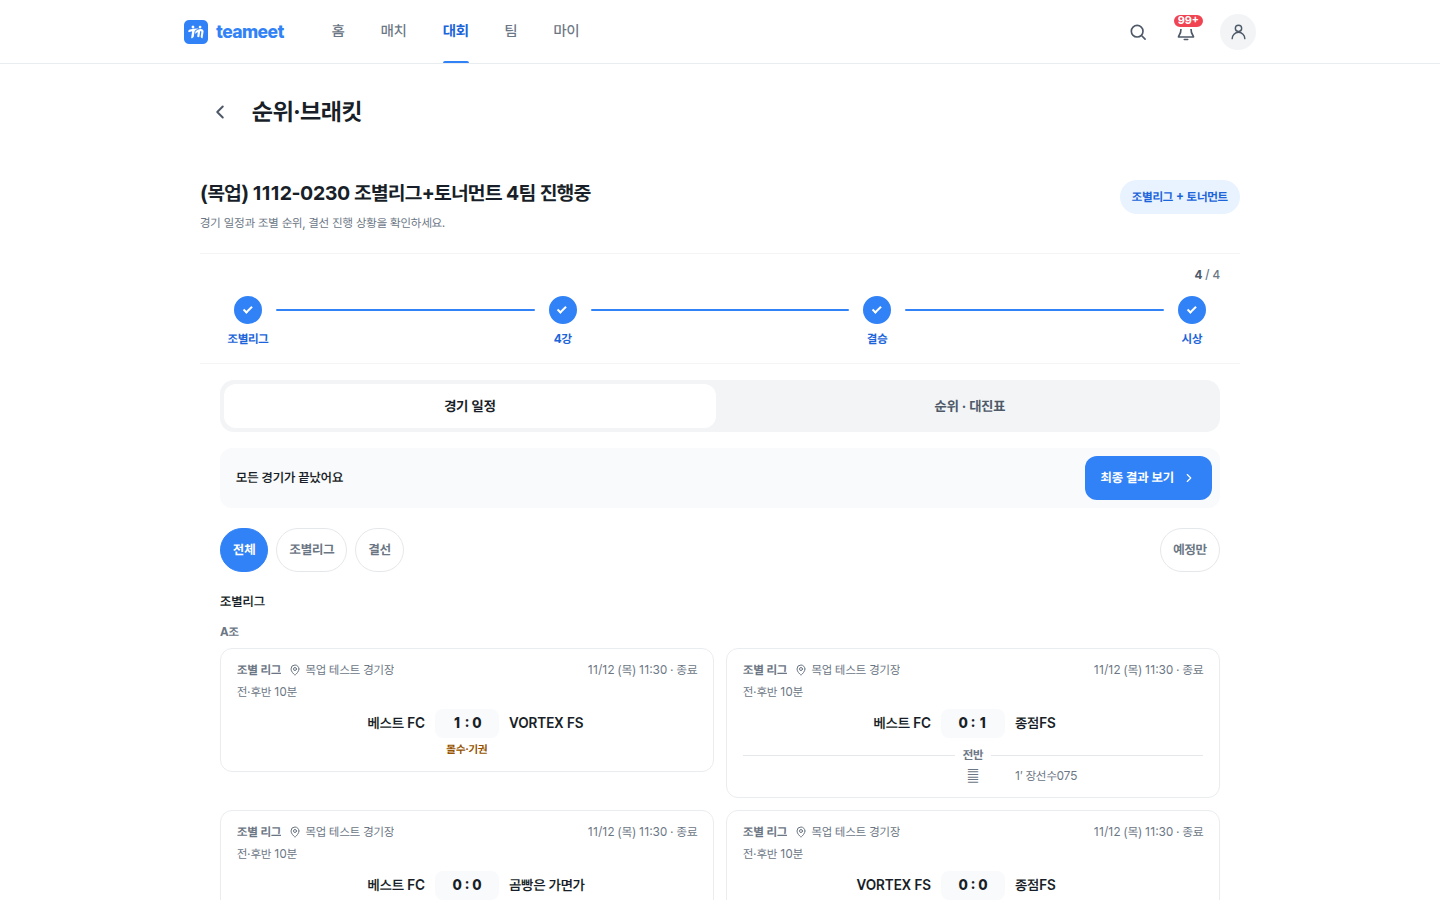 teameet 홈 매치 대회 팀 마이 99+
순위·브래킷
(목업) 1112-0230 조별리그+토너먼트 4팀 진행중 조별리그 + 토너먼트
경기 일정과 조별 순위, 결선 진행 상황을 확인하세요.
4 / 4
조별리그 4강 결승 시상
경기 일정 순위 · 대진표
모든 경기가 끝났어요 최종 결과 보기
전체 조별리그 결선 예정만
조별리그
A조
조별 리그 목업 테스트 경기장 11/12 (목) 11:30 · 종료
전·후반 10분
베스트 FC 1 : 0 VORTEX FS
몰수·기권
조별 리그 목업 테스트 경기장 11/12 (목) 11:30 · 종료
전·후반 10분
베스트 FC 0 : 1 종점FS
전반
1' 장선수075
조별 리그 목업 테스트 경기장 11/12 (목) 11:30 · 종료
전·후반 10분
베스트 FC 0 : 0 곰빵은 가면가
조별 리그 목업 테스트 경기장 11/12 (목) 11:30 · 종료
전·후반 10분
VORTEX FS 0 : 0 종점FS